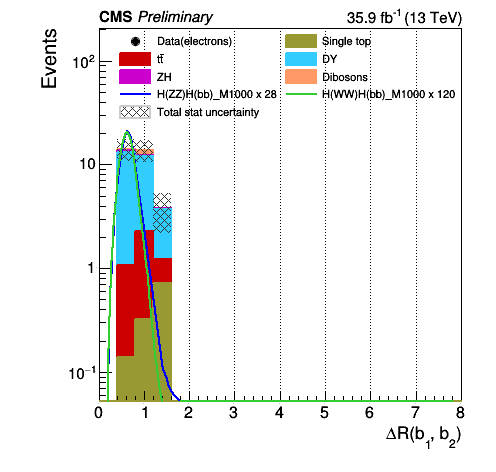 CMS Preliminary 35.9 fb⁻¹ (13 TeV)
Events
Data(electrons) Single top
tt̄ DY
ZH Dibosons
H(ZZ)H(bb)_M1000 x 28 H(WW)H(bb)_M1000 x 120
Total stat uncertainty
10²
10
1
10⁻¹
0 1 2 3 4 5 6 7 8
ΔR(b₁, b₂)